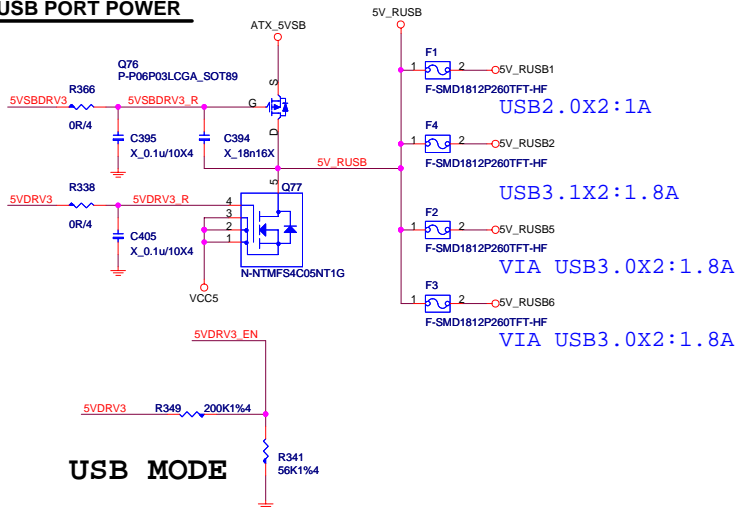 USB PORT POWER
ATX_5VSB
5V_RUSB
Q76
P-P06P03LCGA_SOT89
S
G
D
5VSBDRV3
R366
0R/4
5VSBDRV3_R
C395
X_0.1u/10X4
C394
X_18n16X
5V_RUSB
5VDRV3
R338
0R/4
5VDRV3_R
C405
X_0.1u/10X4
5
Q77
4
3
2
1
N-NTMFS4C05NT1G
VCC5
F1
1
2
5V_RUSB1
F-SMD1812P260TFT-HF
USB2.0X2:1A
F4
1
2
5V_RUSB2
F-SMD1812P260TFT-HF
USB3.1X2:1.8A
F2
1
2
5V_RUSB5
F-SMD1812P260TFT-HF
VIA USB3.0X2:1.8A
F3
1
2
5V_RUSB6
F-SMD1812P260TFT-HF
VIA USB3.0X2:1.8A
5VDRV3_EN
5VDRV3
R349
200K1%4
R341
56K1%4
USB MODE